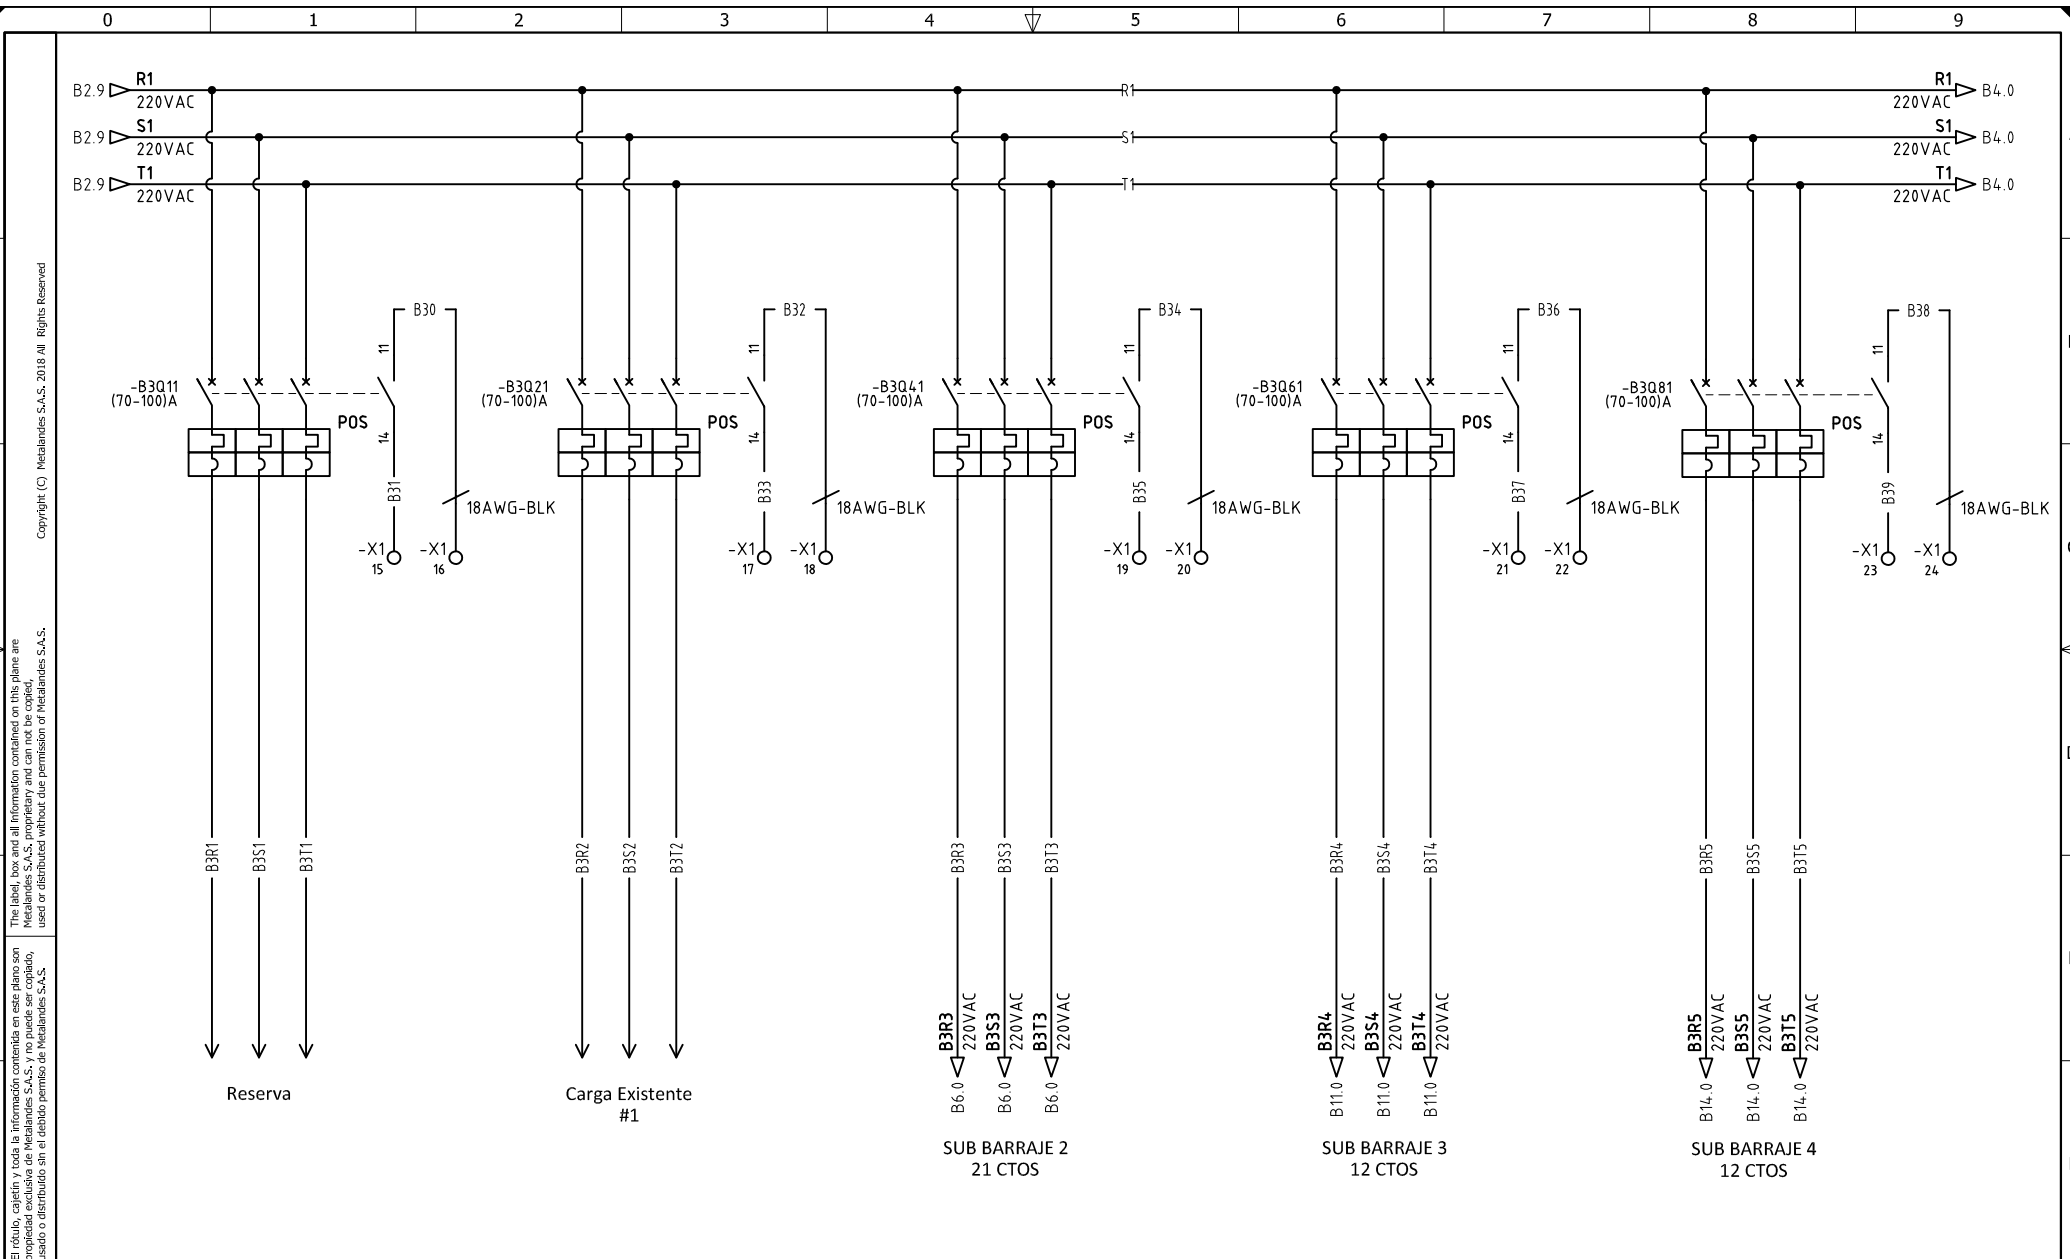 0 1 2 3 4 5 6 7 8 9
B2.9 R1 220VAC R1 R1 220VAC B4.0
B2.9 S1 220VAC S1 S1 220VAC B4.0
B2.9 T1 220VAC T1 T1 220VAC B4.0
B30 B32 B34 B36 B38
11 11 11 11 11
-B3Q11 -B3Q21 -B3Q41 -B3Q61 -B3Q81
(70-100)A (70-100)A (70-100)A (70-100)A (70-100)A
POS POS POS POS POS
14 14 14 14 14
B31 B33 B35 B37 B39
18AWG-BLK 18AWG-BLK 18AWG-BLK 18AWG-BLK 18AWG-BLK
-X1 -X1 -X1 -X1 -X1 -X1 -X1 -X1 -X1 -X1
15 16 17 18 19 20 21 22 23 24
B3R1 B3S1 B3T1 B3R2 B3S2 B3T2 B3R3 B3S3 B3T3 B3R4 B3S4 B3T4 B3R5 B3S5 B3T5
B3R3 220VAC B3S3 220VAC B3T3 220VAC B3R4 220VAC B3S4 220VAC B3T4 220VAC B3R5 220VAC B3S5 220VAC B3T5 220VAC
B6.0 B6.0 B6.0 B11.0 B11.0 B11.0 B14.0 B14.0 B14.0
Reserva
Carga Existente
#1
SUB BARRAJE 2
21 CTOS
SUB BARRAJE 3
12 CTOS
SUB BARRAJE 4
12 CTOS
Copyright (C) Metalandes S.A.S. 2018 All Rights Reserved
The label, box and all information contained on this plane are
Metalandes S.A.S. proprietary and can not be copied,
used or distributed without due permission of Metalandes S.A.S.
El rótulo, cajetín y toda la información contenida en este plano son
propiedad exclusiva de Metalandes S.A.S. y no puede ser copiado,
usado o distribuido sin el debido permiso de Metalandes S.A.S.